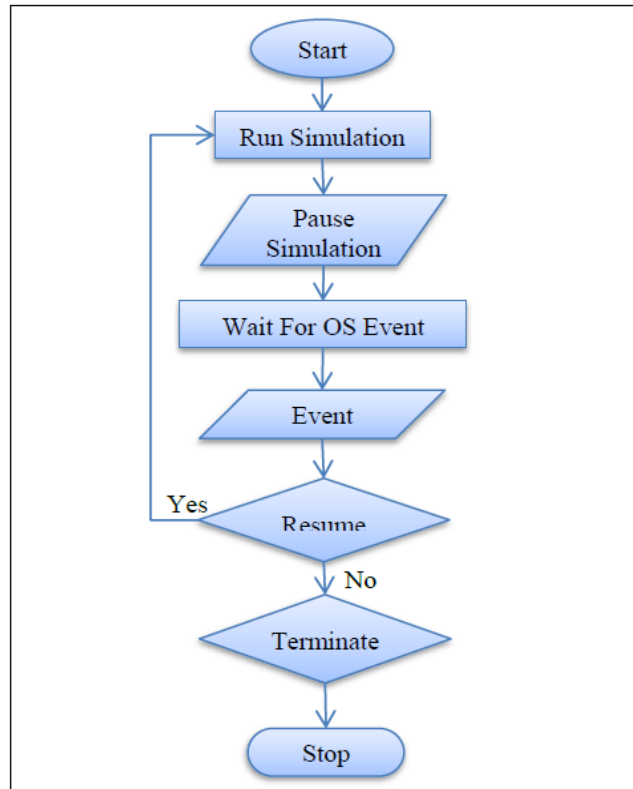 Start
Run Simulation
Pause
Simulation
Wait For OS Event
Event
Yes
Resume
No
Terminate
Stop